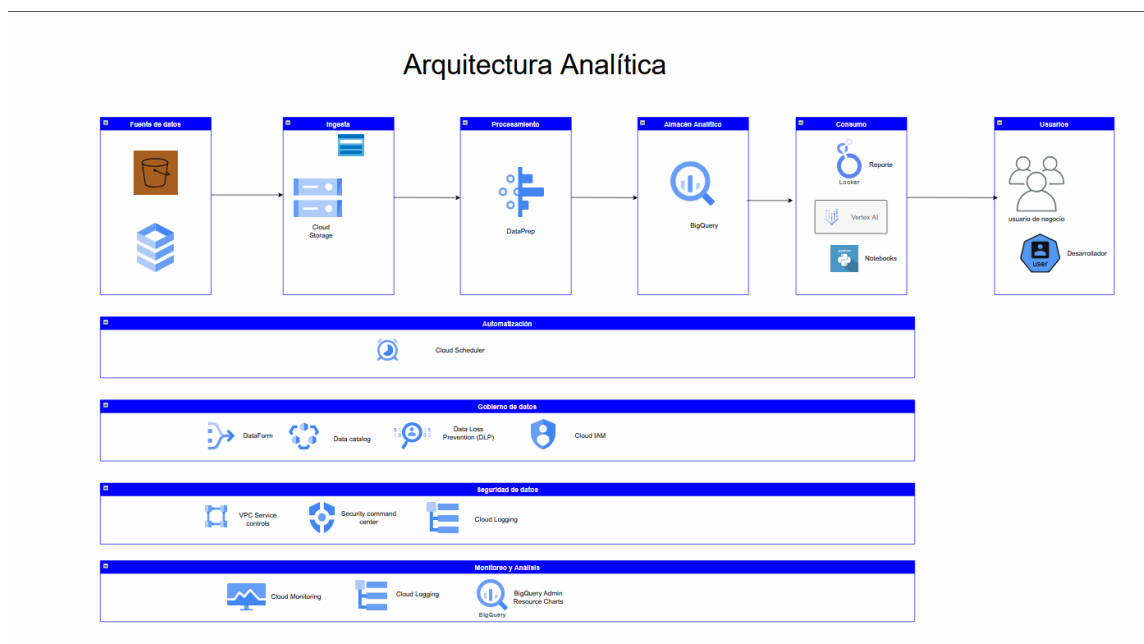 Arquitectura Analítica
Fuente de datos
Ingesta
Cloud
Storage
Procesamiento
DataPrep
Almacén Analítico
BigQuery
Consumo
Looker
Reporte
Vertex AI
python
Notebooks
Usuarios
usuario de negocio
user
Desarrollador
Automatización
Cloud Scheduler
Gobierno de datos
DataForm
Data catalog
Data Loss
Prevention (DLP)
Cloud IAM
Seguridad de datos
VPC Service
controls
Security command
center
Cloud Logging
Monitoreo y Análisis
Cloud Monitoring
Cloud Logging
BigQuery
BigQuery Admin
Resource Charts